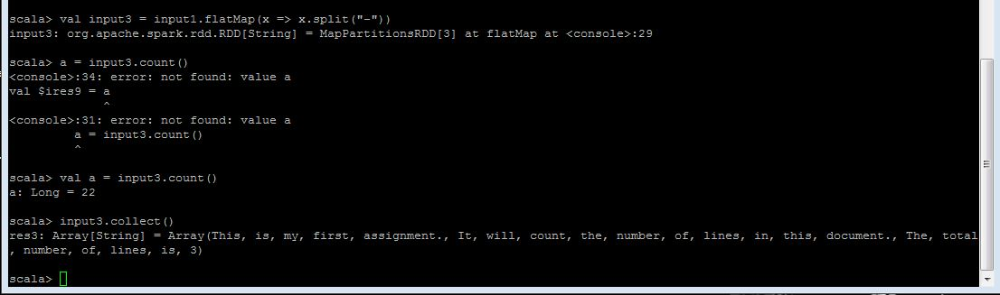 scala> val input3 = input1.flatMap(x => x.split("-"))
input3: org.apache.spark.rdd.RDD[String] = MapPartitionsRDD[3] at flatMap at <console>:29
scala> a = input3.count()
<console>:34: error: not found: value a
val $ires9 = a
^
<console>:31: error: not found: value a
a = input3.count()
^
scala> val a = input3.count()
a: Long = 22
scala> input3.collect()
res3: Array[String] = Array(This, is, my, first, assignment., It, will, count, the, number, of, lines, in, this, document., The, total
, number, of, lines, is, 3)
scala>